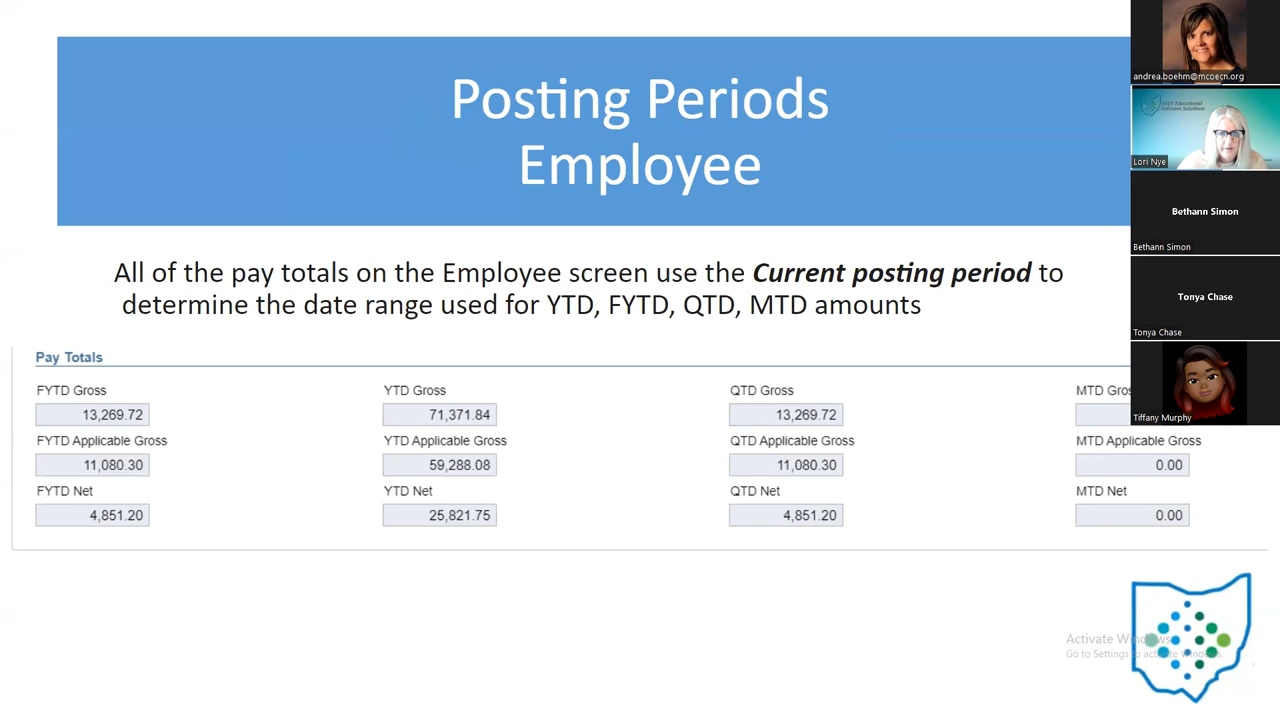 Posting Periods
Employee
All of the pay totals on the Employee screen use the Current posting period to
determine the date range used for YTD, FYTD, QTD, MTD amounts
Pay Totals
FYTD Gross YTD Gross QTD Gross MTD Gros
13,269.72 71,371.84 13,269.72
FYTD Applicable Gross YTD Applicable Gross QTD Applicable Gross MTD Applicable Gross
11,080.30 59,288.08 11,080.30 0.00
FYTD Net YTD Net QTD Net MTD Net
4,851.20 25,821.75 4,851.20 0.00
Activate Windows
Go to Settings to activate Windows.
andrea.boehm@mcoecn.org
SSDT Educational
Software Solutions
Lori Nye
Bethann Simon
Bethann Simon
Tonya Chase
Tonya Chase
Tiffany Murphy